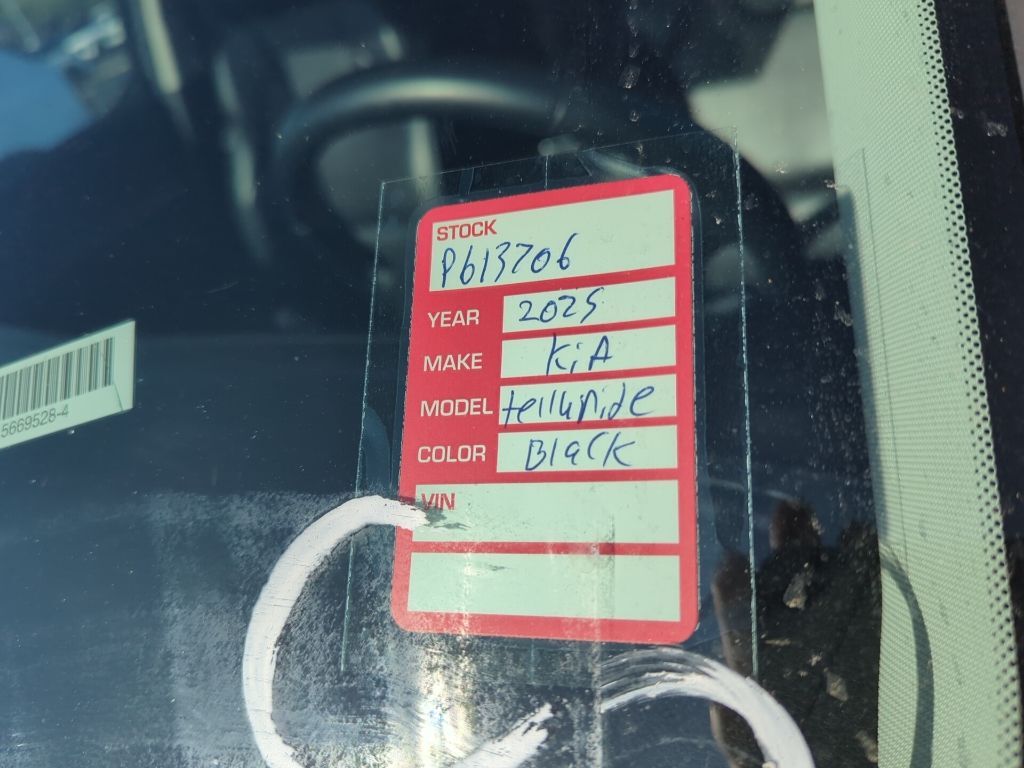 STOCK
P613706
YEAR 2025
MAKE KiA
MODEL telluride
COLOR Black
VIN
5669528-4